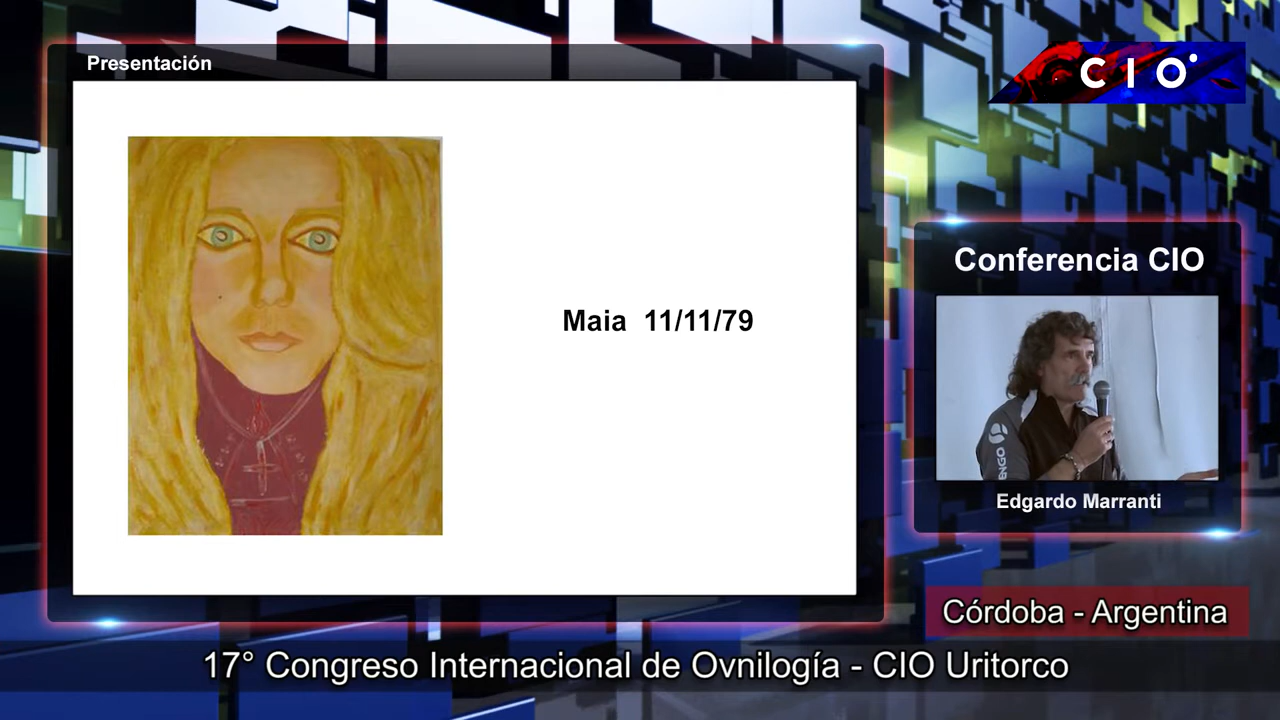 Presentación
CIO
Maia 11/11/79
Conferencia CIO
ENGO
Edgardo Marranti
Córdoba - Argentina
17° Congreso Internacional de Ovnilogía - CIO Uritorco